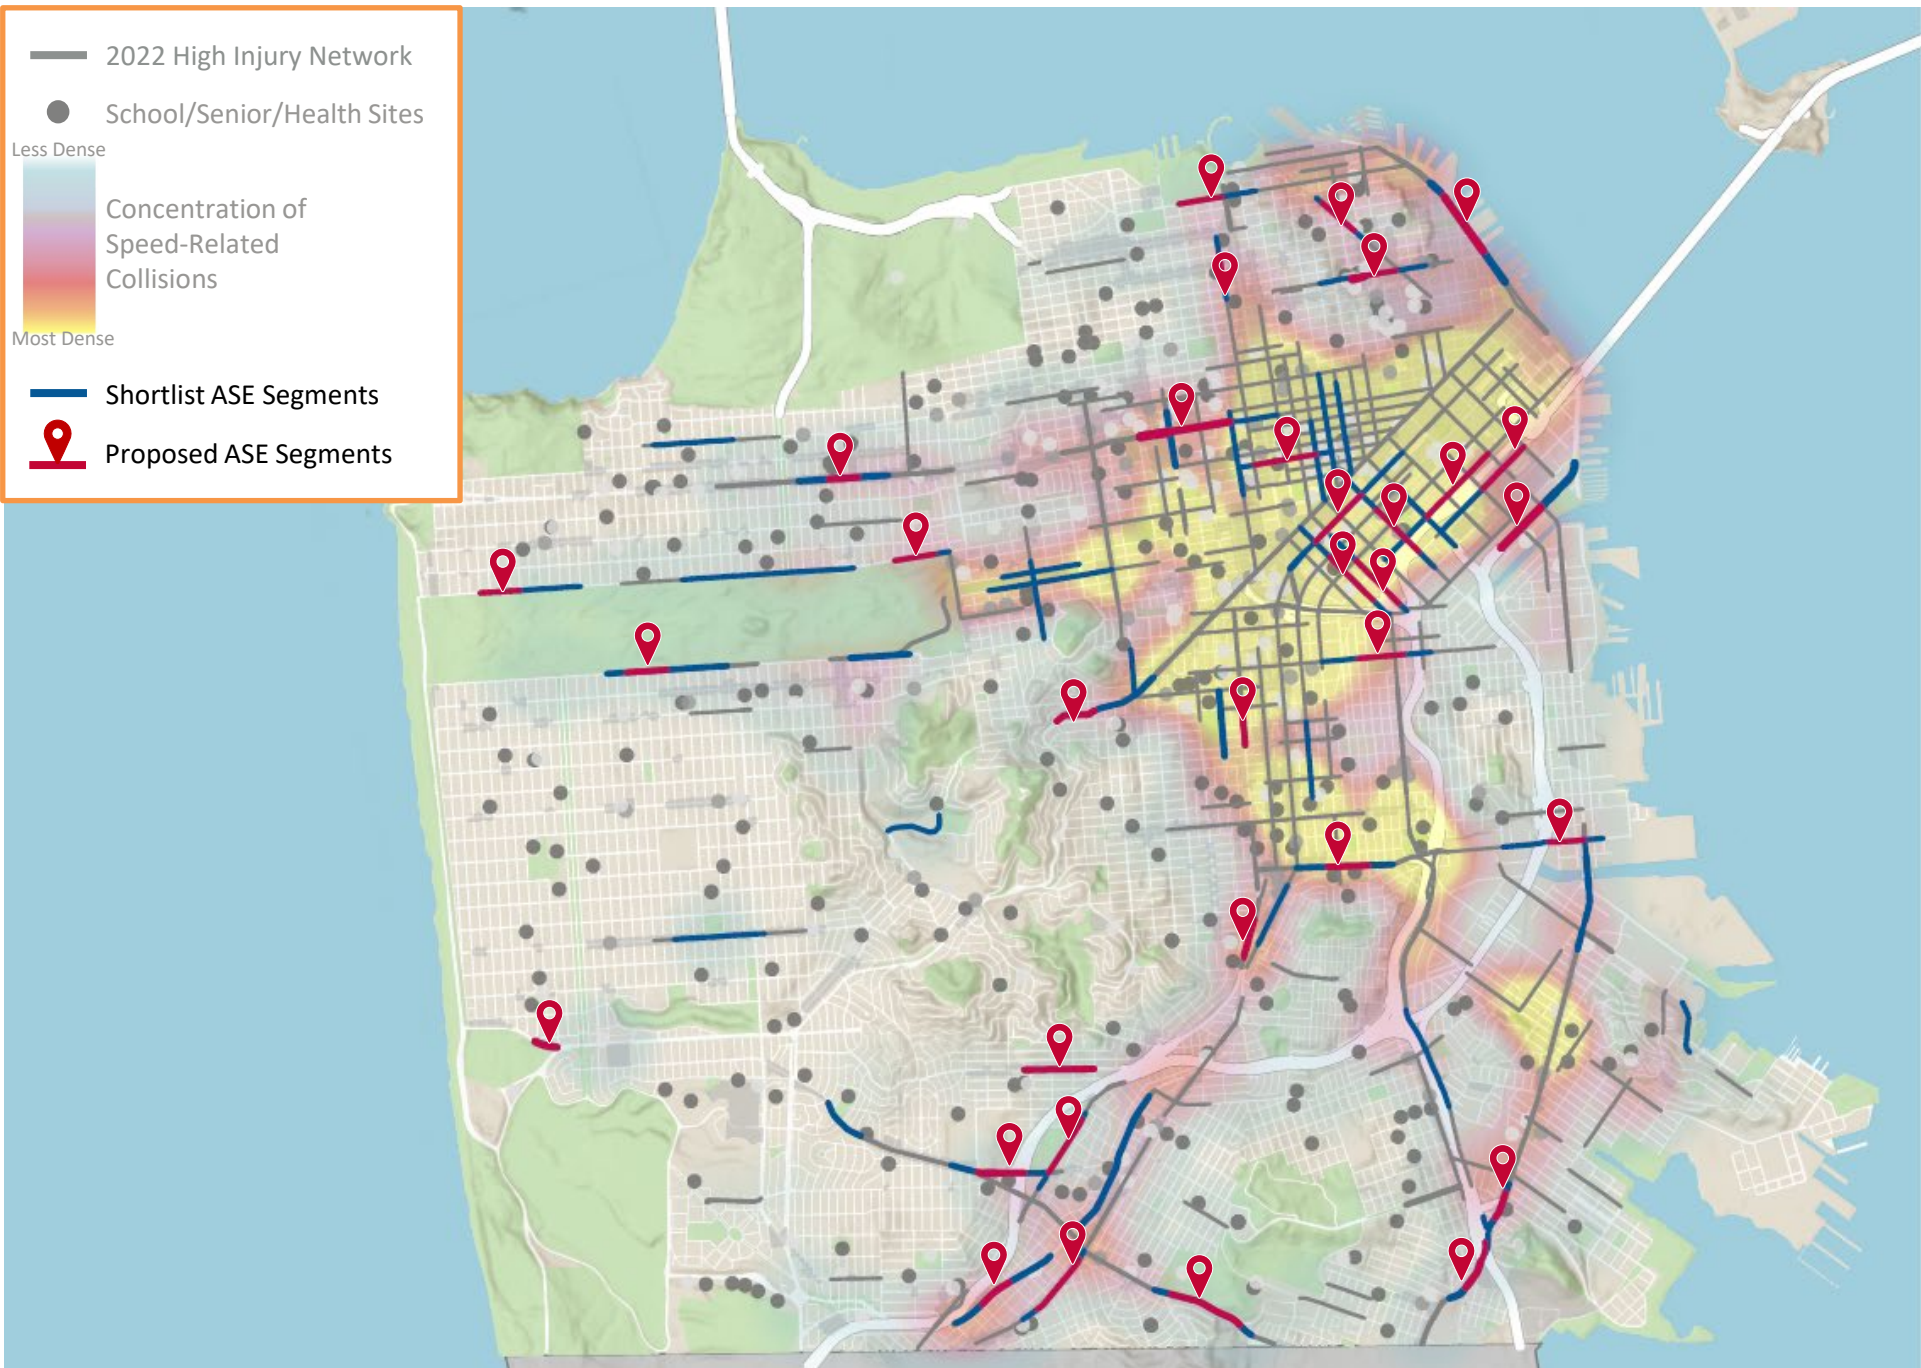 2022 High Injury Network
School/Senior/Health Sites
Less Dense
Concentration of
Speed-Related
Collisions
Most Dense
Shortlist ASE Segments
Proposed ASE Segments